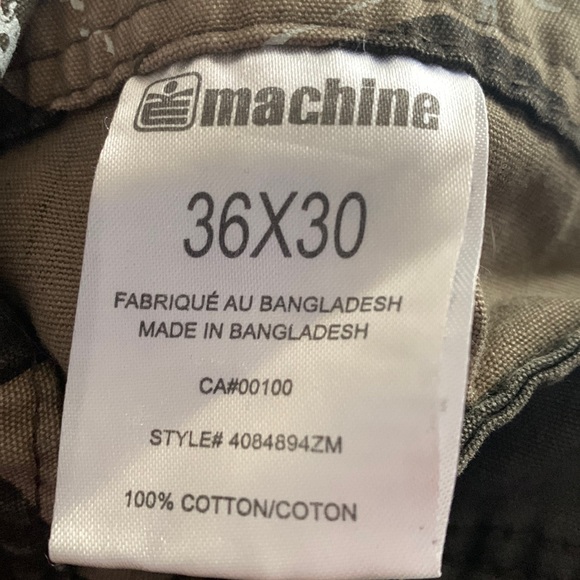 machine
36X30
FABRIQUÉ AU BANGLADESH
MADE IN BANGLADESH
CA#00100
STYLE# 4084894ZM
100% COTTON/COTON